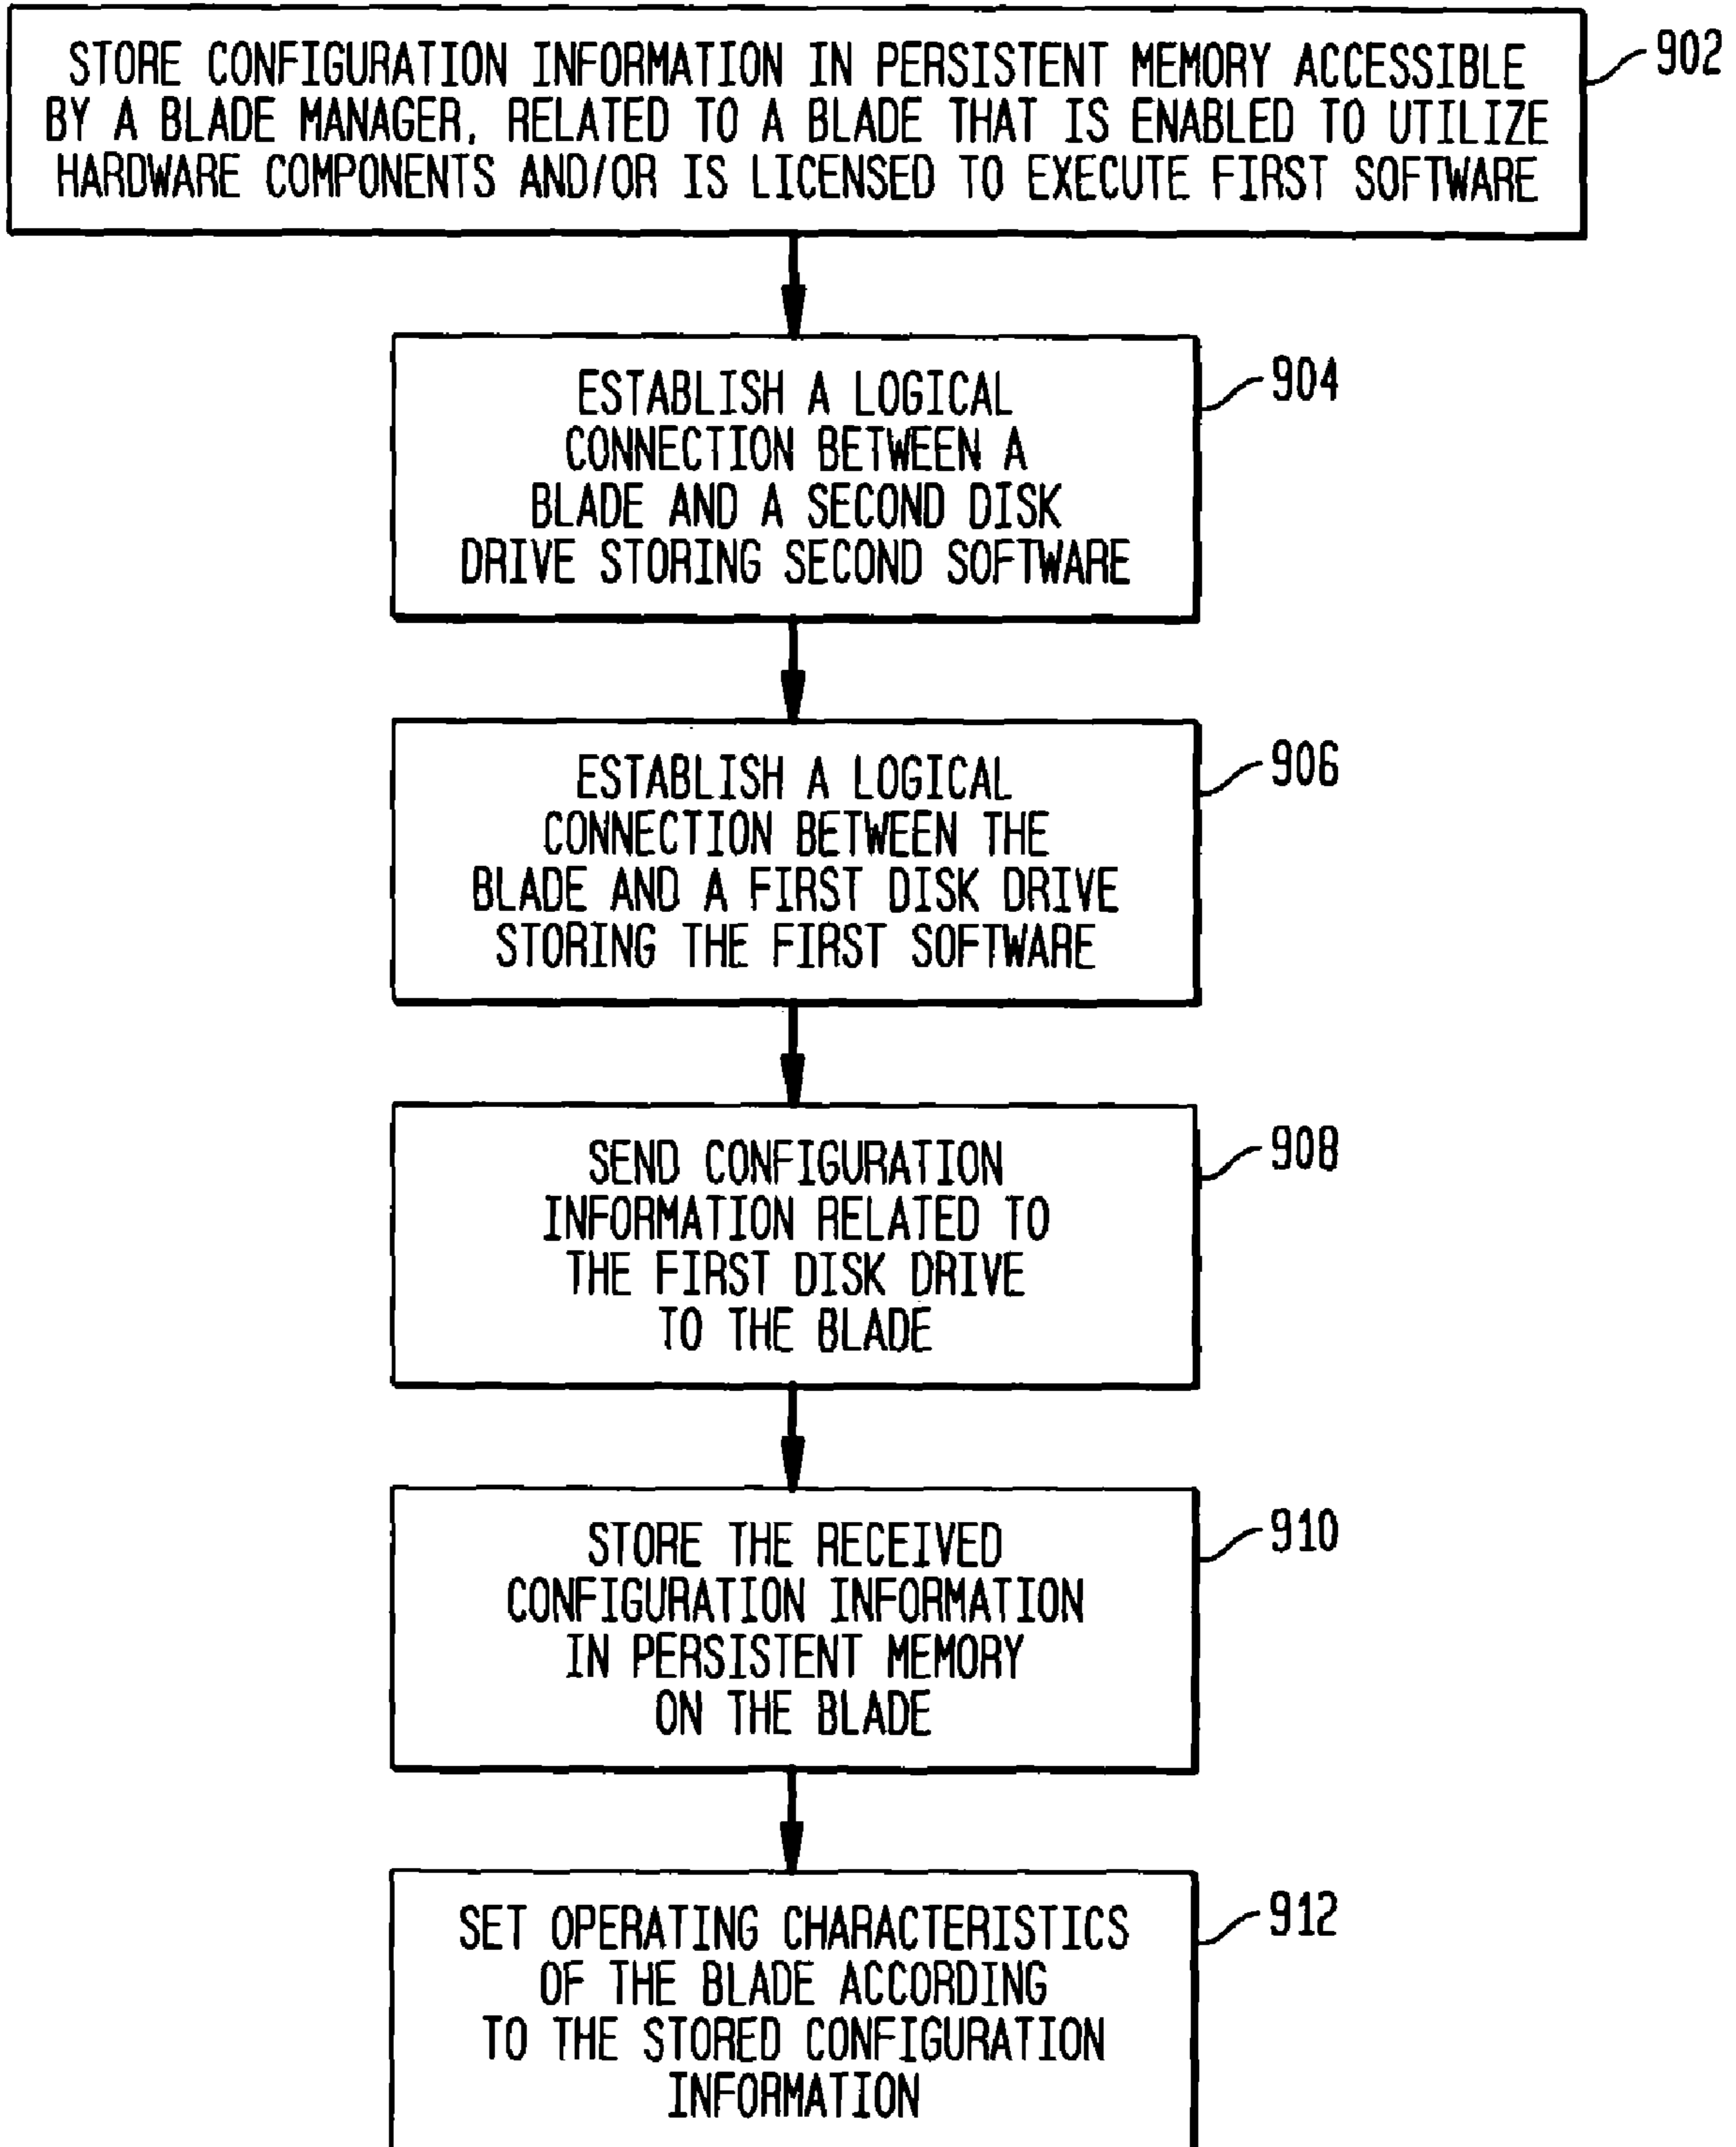 STORE CONFIGURATION INFORMATION IN PERSISTENT MEMORY ACCESSIBLE
BY A BLADE MANAGER, RELATED TO A BLADE THAT IS ENABLED TO UTILIZE
HARDWARE COMPONENTS AND/OR IS LICENSED TO EXECUTE FIRST SOFTWARE
902
ESTABLISH A LOGICAL
CONNECTION BETWEEN A
BLADE AND A SECOND DISK
DRIVE STORING SECOND SOFTWARE
904
ESTABLISH A LOGICAL
CONNECTION BETWEEN THE
BLADE AND A FIRST DISK DRIVE
STORING THE FIRST SOFTWARE
906
SEND CONFIGURATION
INFORMATION RELATED TO
THE FIRST DISK DRIVE
TO THE BLADE
908
STORE THE RECEIVED
CONFIGURATION INFORMATION
IN PERSISTENT MEMORY
ON THE BLADE
910
SET OPERATING CHARACTERISTICS
OF THE BLADE ACCORDING
TO THE STORED CONFIGURATION
INFORMATION
912